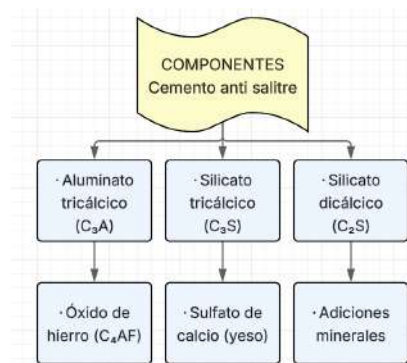 COMPONENTES
Cemento anti salitre
· Aluminato
tricálcico
(C₃A)
· Silicato
tricálcico
(C₃S)
· Silicato
dicálcico
(C₂S)
· Óxido de
hierro (C₄AF)
· Sulfato de
calcio (yeso)
· Adiciones
minerales